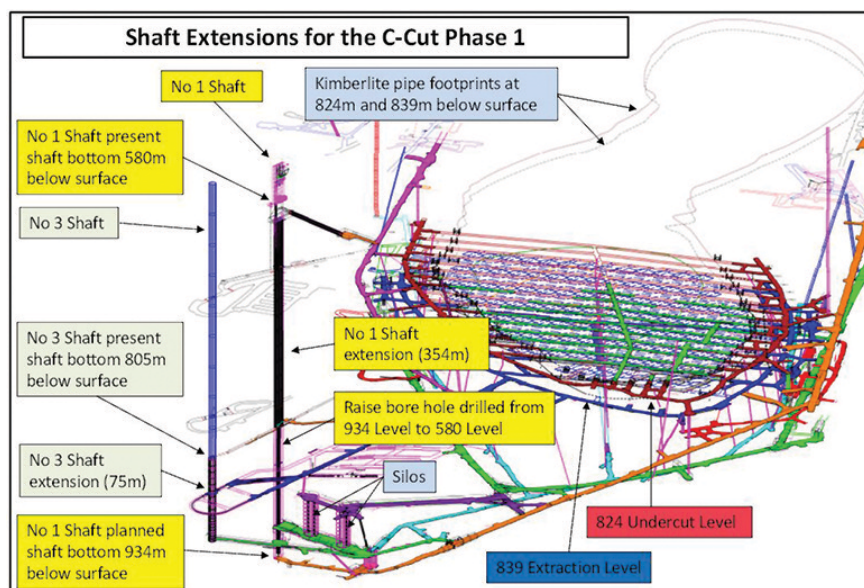 Shaft Extensions for the C-Cut Phase 1
No 1 Shaft
Kimberlite pipe footprints at
824m and 839m below surface
No 1 Shaft present
shaft bottom 580m
below surface
No 3 Shaft
No 3 Shaft present
shaft bottom 805m
below surface
No 1 Shaft
extension (354m)
Raise bore hole drilled from
934 Level to 580 Level
No 3 Shaft
extension (75m)
Silos
No 1 Shaft planned
shaft bottom 934m
below surface
824 Undercut Level
839 Extraction Level